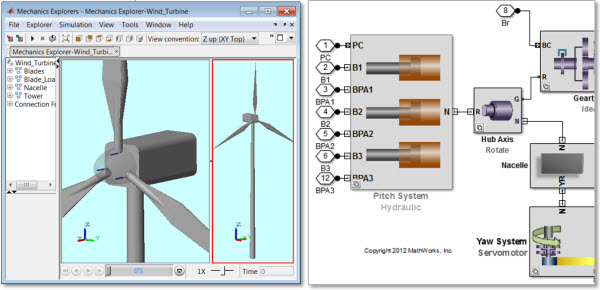 Mechanics Explorers - Mechanics Explorer-Wind_Turbine
File Explorer Simulation View Tools Window Help
View convention: Z up (XY Top)
Mechanics Explorer-Wind_Turbi...
Wind_Turbine
Blades
Blade_Loa
Nacelle
Tower
Connection Fr
Z
Y
Z
Y
0%
1X
Time 0
8
Br
1
PC
PC
2
B1
B1
3
BPA1
BPA1
4
B2
B2
5
BPA2
BPA2
6
B3
B3
12
BPA3
BPA3
N
Pitch System
Hydraulic
R
G
N
Hub Axis
Rotate
BC
R
Geart
Idea
N
Nacelle
YR
N
Yaw System
Servomotor
Copyright 2012 MathWorks, Inc.